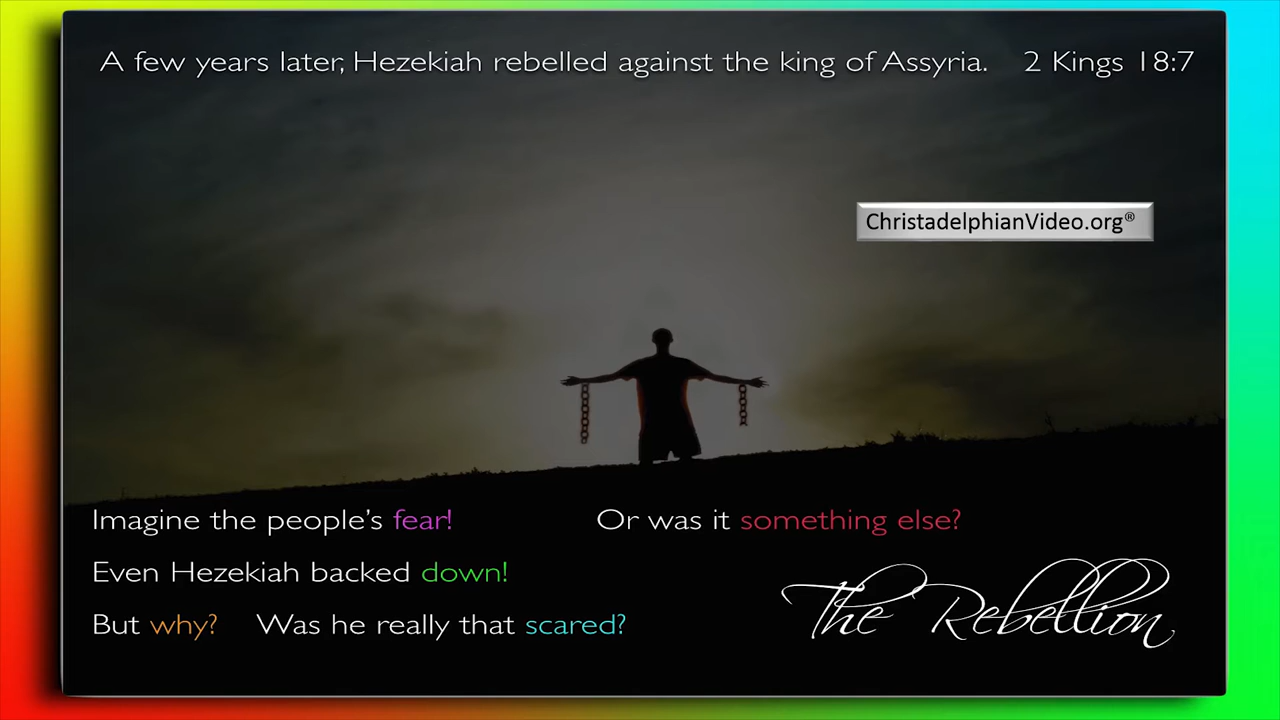 A few years later, Hezekiah rebelled against the king of Assyria. 2 Kings 18:7
ChristadelphianVideo.org®
Imagine the people's fear! Or was it something else?
Even Hezekiah backed down!
But why? Was he really that scared?
The Rebellion